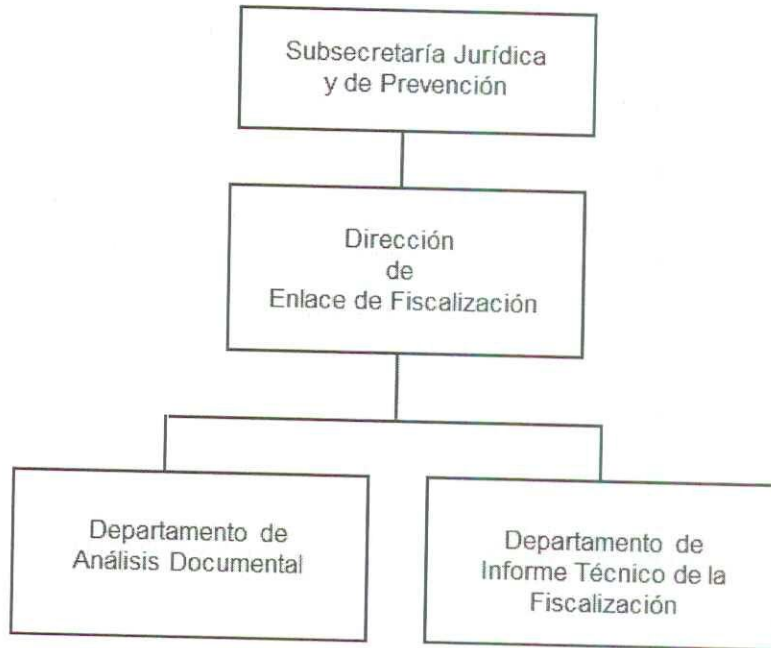 Subsecretaría Jurídica
y de Prevención
Dirección
de
Enlace de Fiscalización
Departamento de
Análisis Documental
Departamento de
Informe Técnico de la
Fiscalización